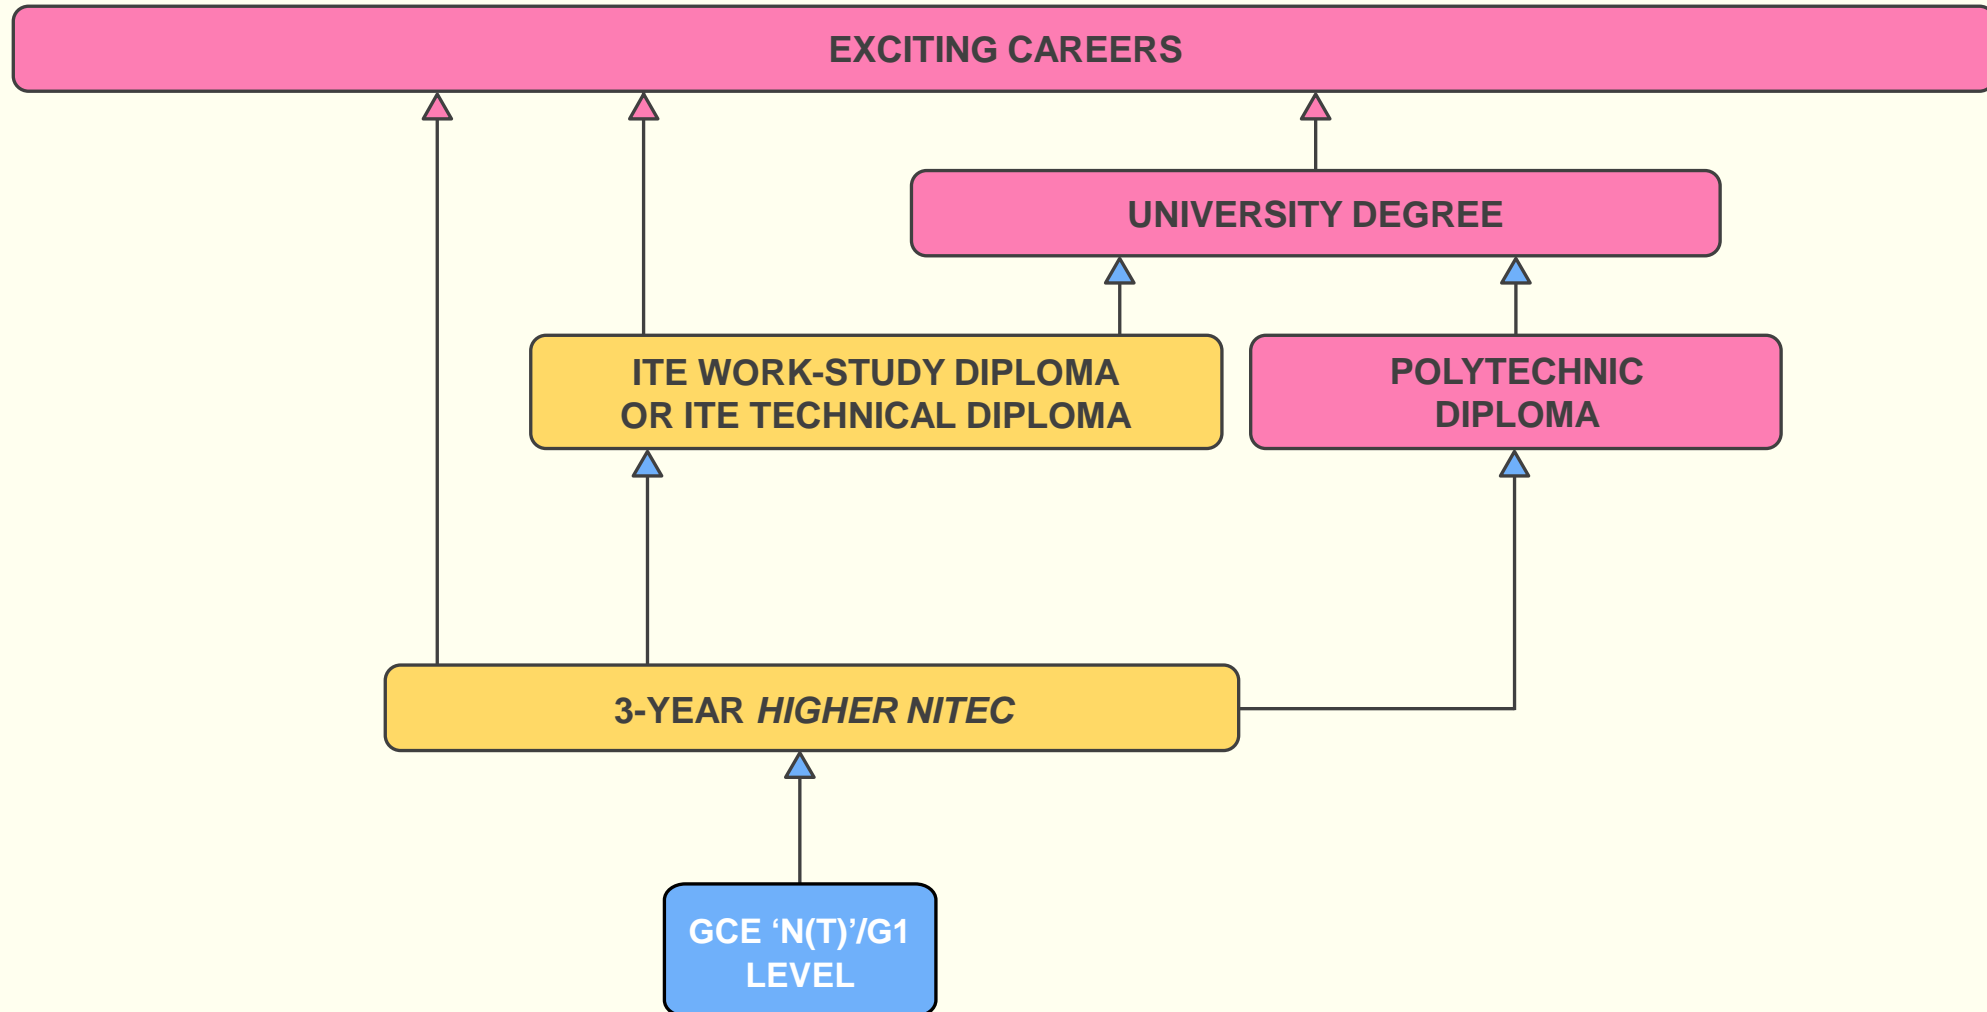 EXCITING CAREERS
UNIVERSITY DEGREE
ITE WORK-STUDY DIPLOMA
OR ITE TECHNICAL DIPLOMA
POLYTECHNIC
DIPLOMA
3-YEAR HIGHER NITEC
GCE ‘N(T)’/G1
LEVEL